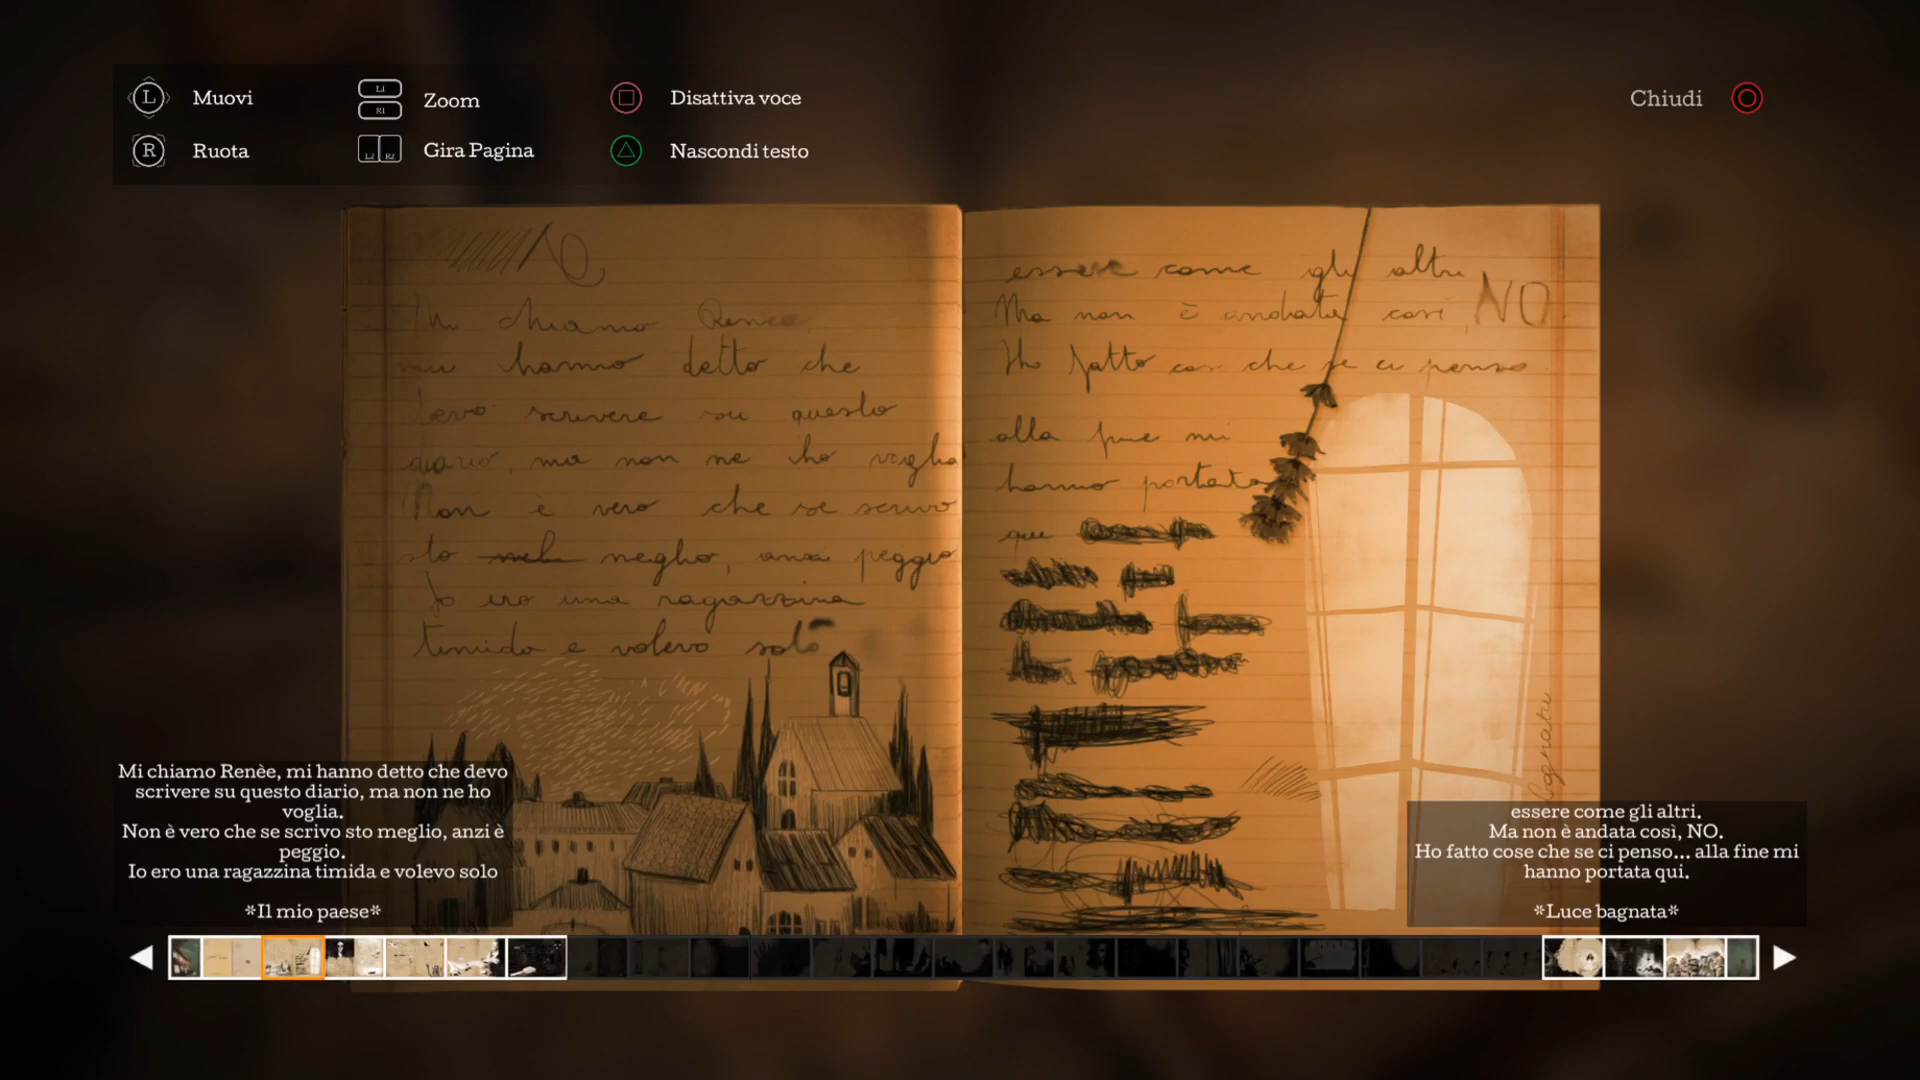 Muovi
Zoom
Disattiva voce
Chiudi
L
L1
R1
Ruota
Gira Pagina
Nascondi testo
R
L2 R2
NO
Mi chiamo Reneé,
mi hanno detto che
devo scrivere su questo
diario, ma non ne ho voglia
Non è vero che se scrivo
sto meglio, anzi peggio
Io ero una ragazzina
timida e volevo solo
essere come gli altri
Ma non è andata così, NO.
Ho fatto cose che se ci penso
alla fine mi
hanno portata
qui
bagnata
Mi chiamo Renèe, mi hanno detto che devo
scrivere su questo diario, ma non ne ho
voglia.
Non è vero che se scrivo sto meglio, anzi è
peggio.
Io ero una ragazzina timida e volevo solo
*Il mio paese*
essere come gli altri.
Ma non è andata così, NO.
Ho fatto cose che se ci penso... alla fine mi
hanno portata qui.
*Luce bagnata*